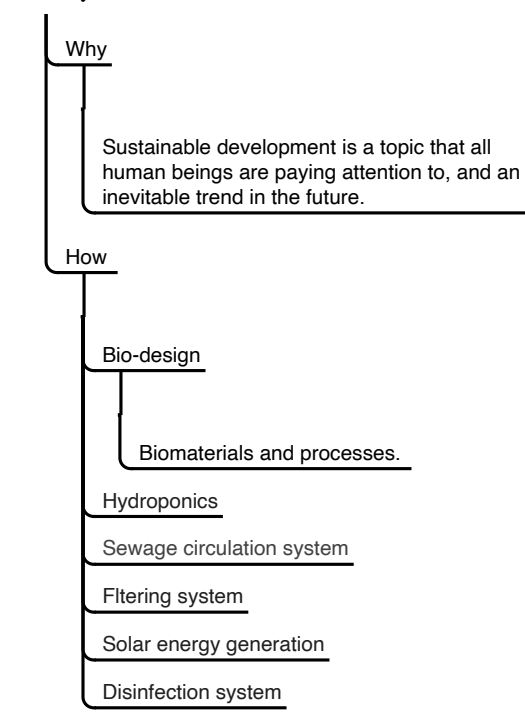 Why
Sustainable development is a topic that all
human beings are paying attention to, and an
inevitable trend in the future.
How
Bio-design
Biomaterials and processes.
Hydroponics
Sewage circulation system
Fltering system
Solar energy generation
Disinfection system